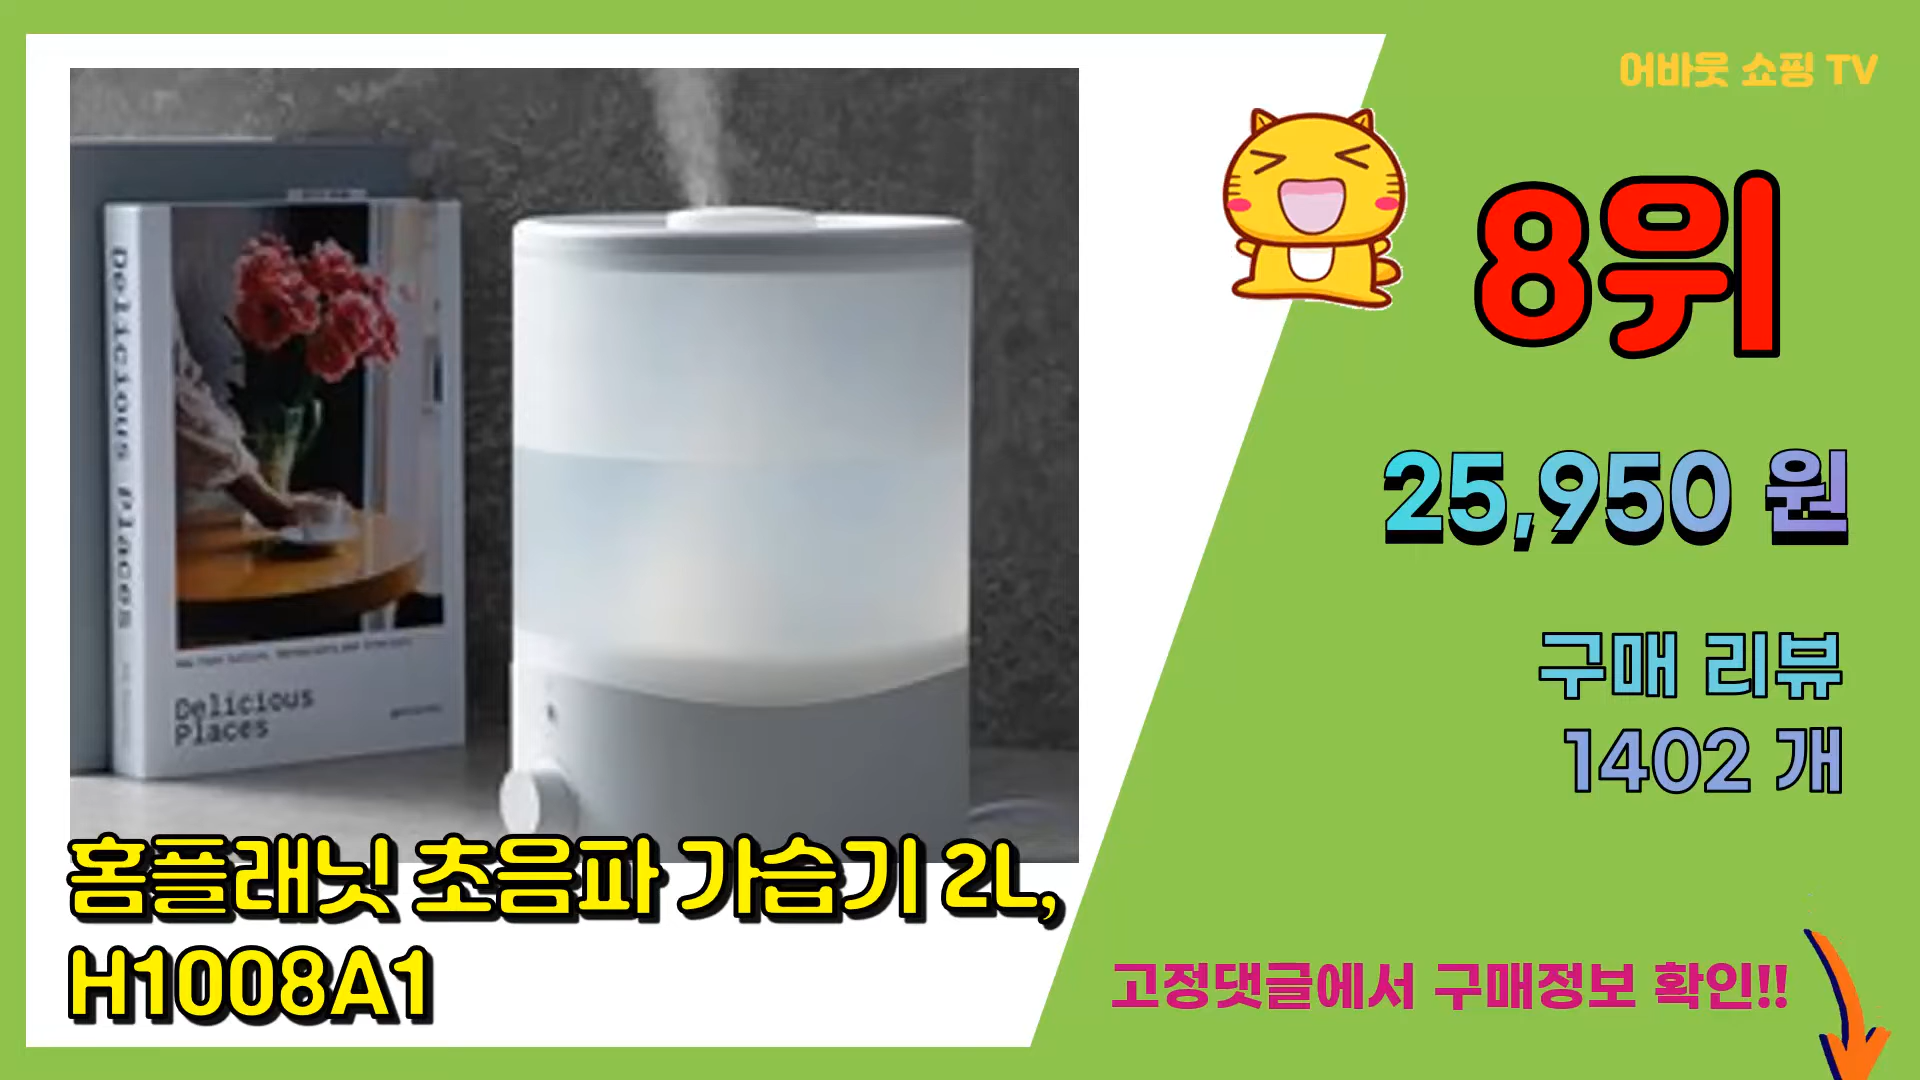 어바웃 쇼핑 TV
8위
25,950 원
구매 리뷰
1402 개
Delicious Places
Delicious
Places
홈플래닛 초음파 가습기 2L,
H1008A1
고정댓글에서 구매정보 확인!!